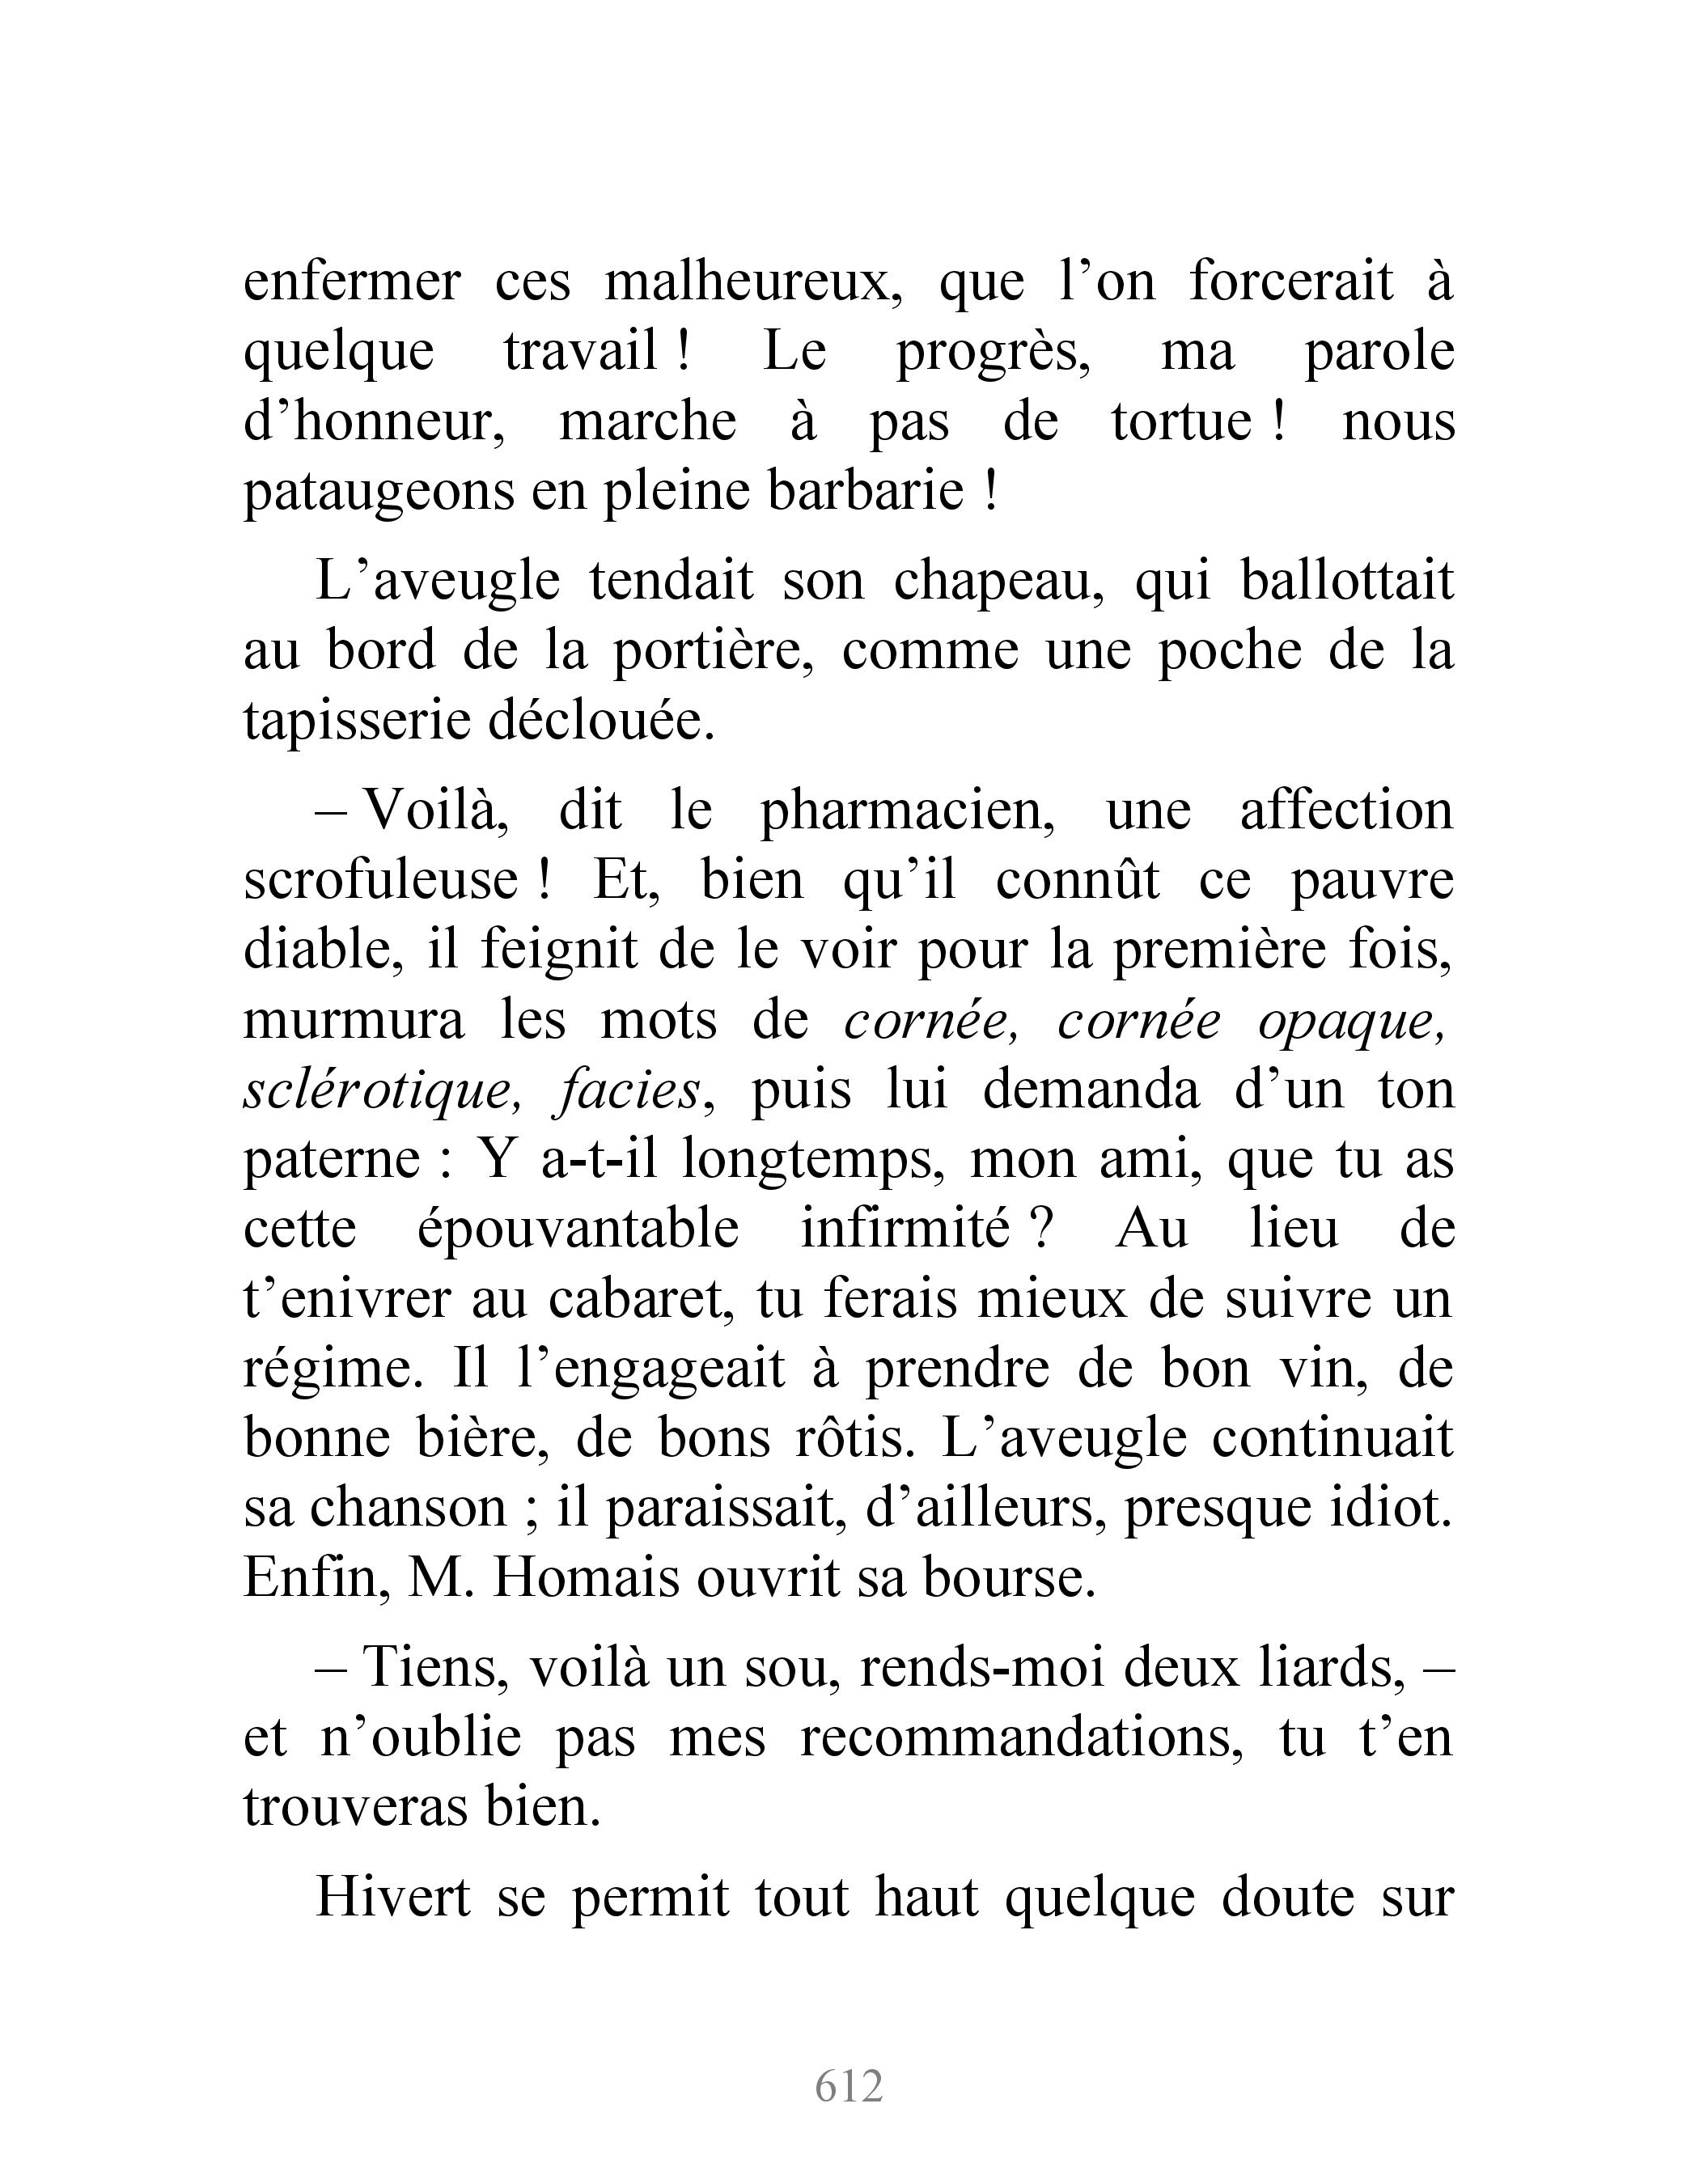 enfermer ces malheureux, que l’on forcerait à
quelque travail ! Le progrès, ma parole
d’honneur, marche à pas de tortue ! nous
pataugeons en pleine barbarie !
L’aveugle tendait son chapeau, qui ballottait
au bord de la portière, comme une poche de la
tapisserie déclouée.
– Voilà, dit le pharmacien, une affection
scrofuleuse ! Et, bien qu’il connût ce pauvre
diable, il feignit de le voir pour la première fois,
murmura les mots de cornée, cornée opaque,
sclérotique, facies, puis lui demanda d’un ton
paterne : Y a-t-il longtemps, mon ami, que tu as
cette épouvantable infirmité ? Au lieu de
t’enivrer au cabaret, tu ferais mieux de suivre un
régime. Il l’engageait à prendre de bon vin, de
bonne bière, de bons rôtis. L’aveugle continuait
sa chanson ; il paraissait, d’ailleurs, presque idiot.
Enfin, M. Homais ouvrit sa bourse.
– Tiens, voilà un sou, rends-moi deux liards, –
et n’oublie pas mes recommandations, tu t’en
trouveras bien.
Hivert se permit tout haut quelque doute sur
612